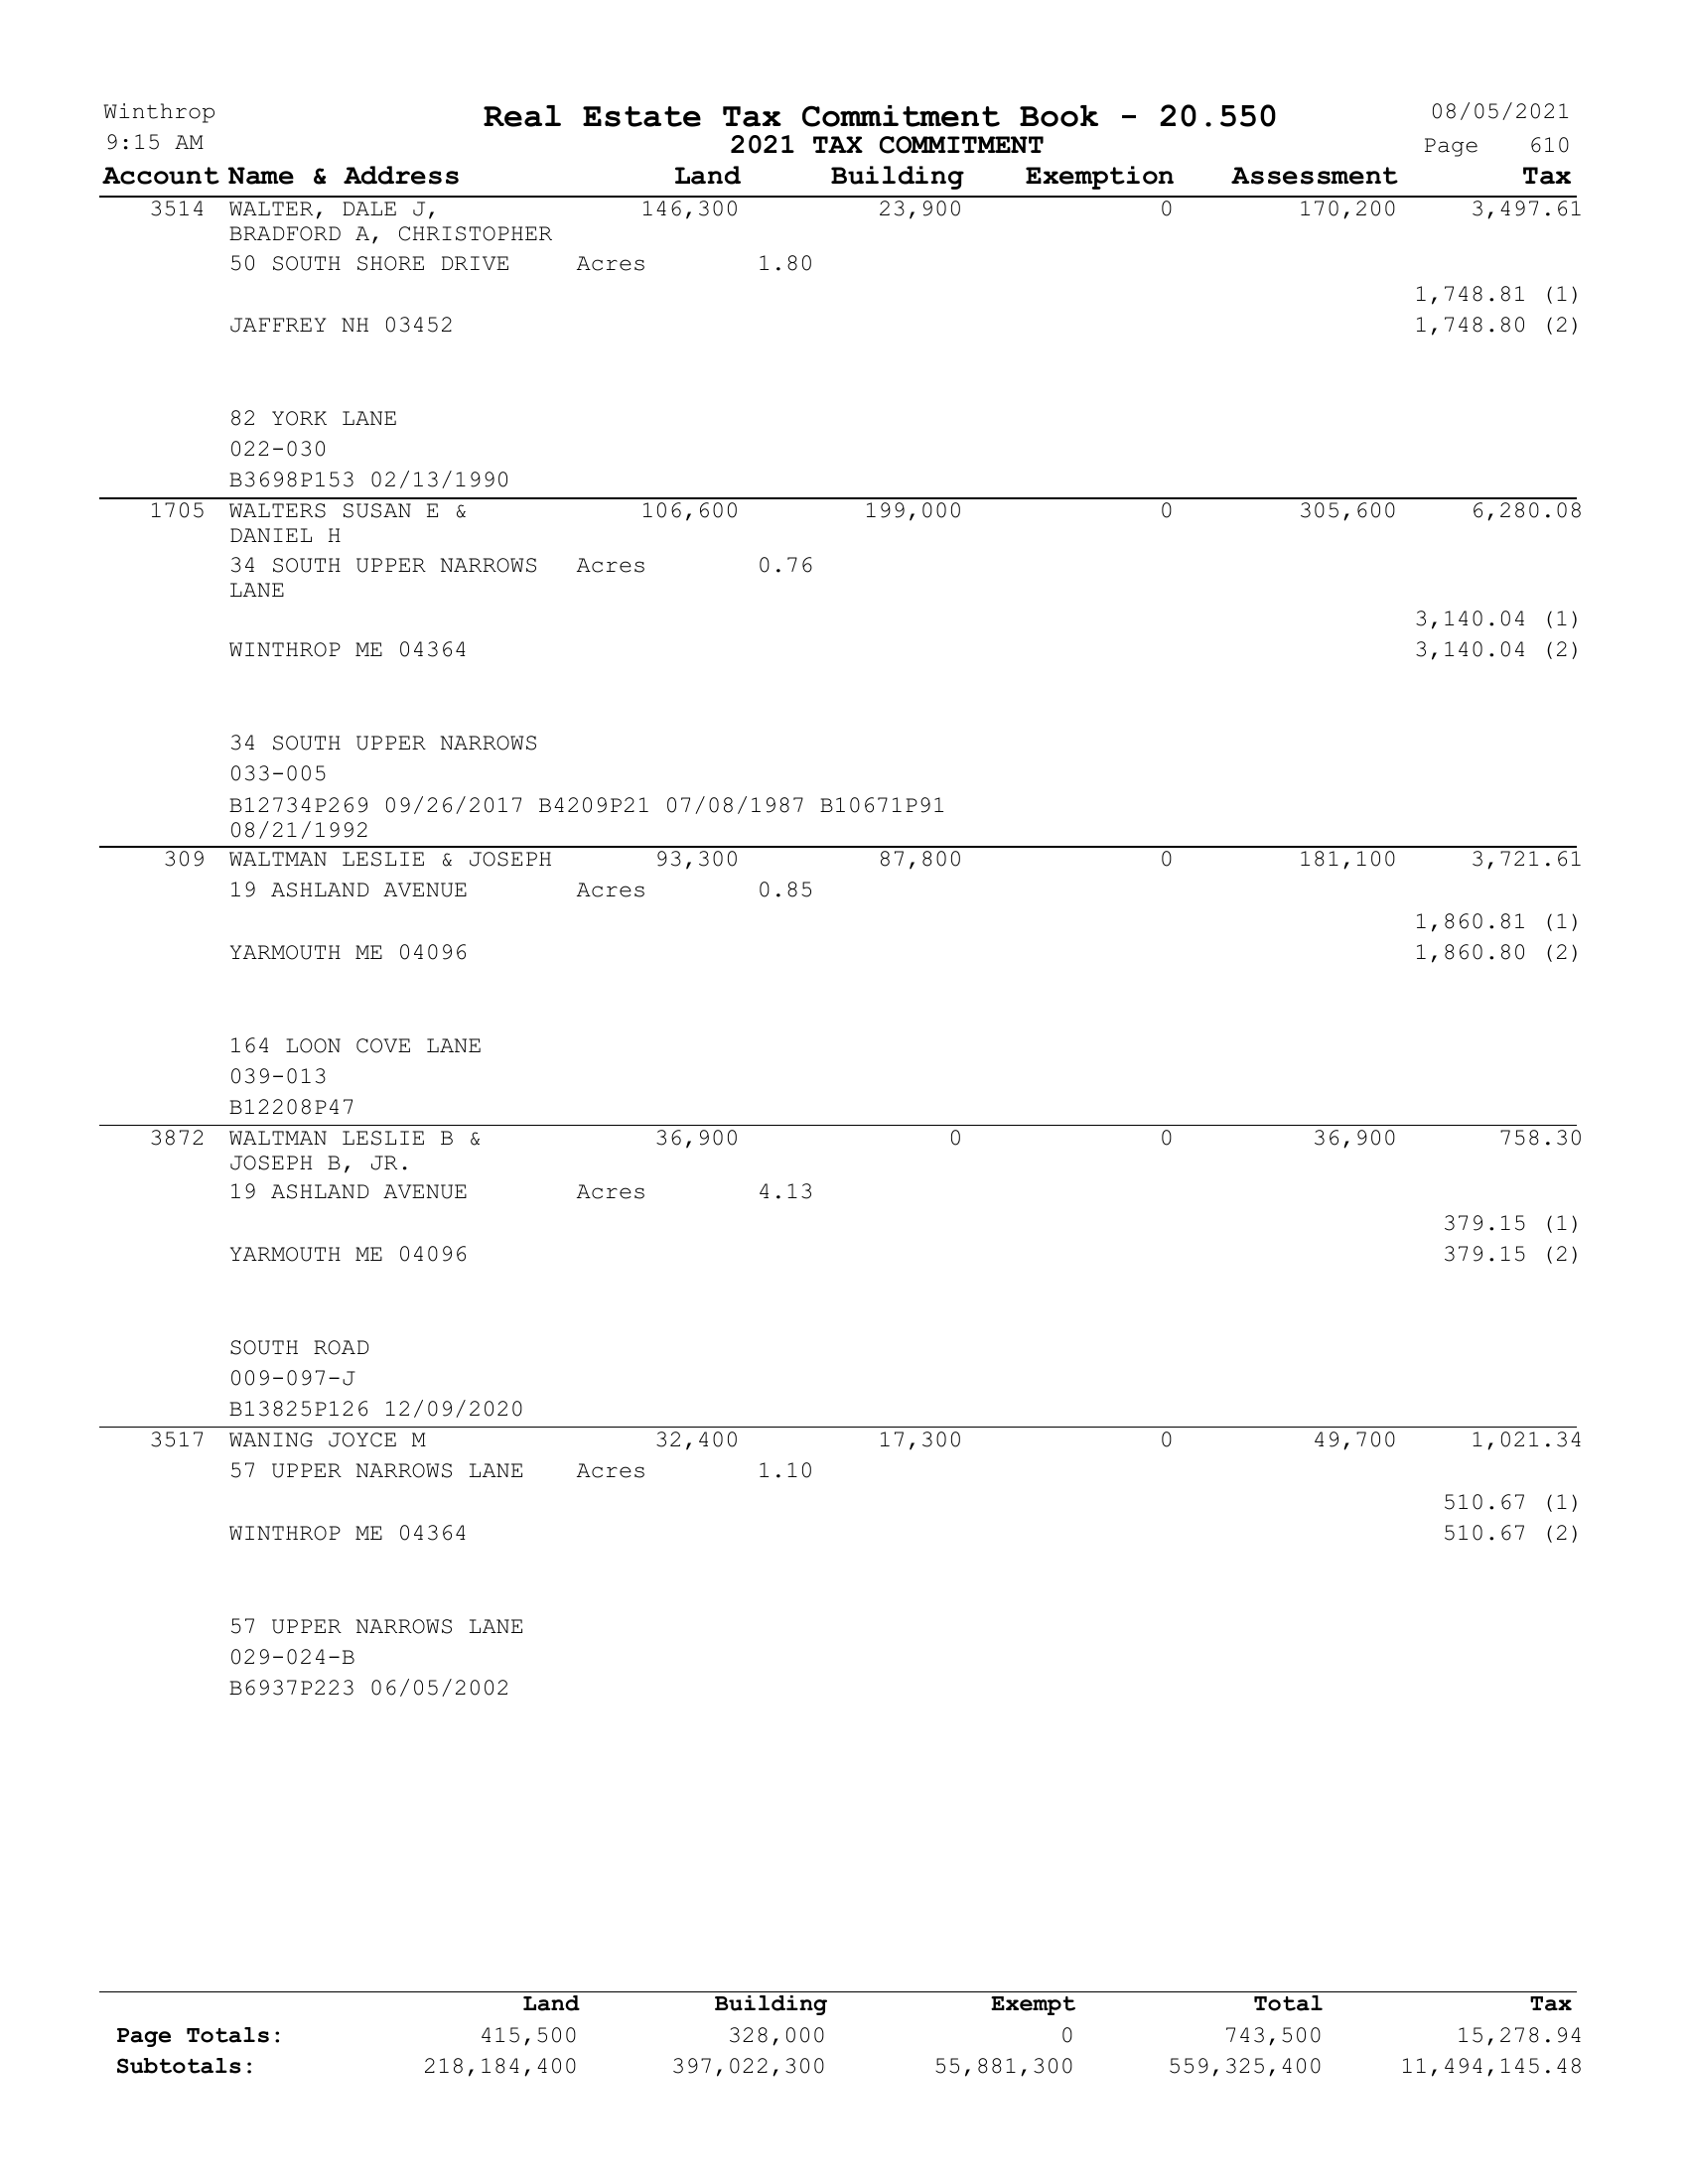 Winthrop Real Estate Tax Commitment Book - 20.550 08/05/2021
9:15 AM 2021 TAX COMMITMENT Page 610
Account Name & Address Land Building Exemption Assessment Tax
3514 WALTER, DALE J, 146,300 23,900 0 170,200 3,497.61
BRADFORD A, CHRISTOPHER
50 SOUTH SHORE DRIVE Acres 1.80
1,748.81 (1)
JAFFREY NH 03452 1,748.80 (2)
82 YORK LANE
022-030
B3698P153 02/13/1990
1705 WALTERS SUSAN E & 106,600 199,000 0 305,600 6,280.08
DANIEL H
34 SOUTH UPPER NARROWS Acres 0.76
LANE
3,140.04 (1)
WINTHROP ME 04364 3,140.04 (2)
34 SOUTH UPPER NARROWS
033-005
B12734P269 09/26/2017 B4209P21 07/08/1987 B10671P91
08/21/1992
309 WALTMAN LESLIE & JOSEPH 93,300 87,800 0 181,100 3,721.61
19 ASHLAND AVENUE Acres 0.85
1,860.81 (1)
YARMOUTH ME 04096 1,860.80 (2)
164 LOON COVE LANE
039-013
B12208P47
3872 WALTMAN LESLIE B & 36,900 0 0 36,900 758.30
JOSEPH B, JR.
19 ASHLAND AVENUE Acres 4.13
379.15 (1)
YARMOUTH ME 04096 379.15 (2)
SOUTH ROAD
009-097-J
B13825P126 12/09/2020
3517 WANING JOYCE M 32,400 17,300 0 49,700 1,021.34
57 UPPER NARROWS LANE Acres 1.10
510.67 (1)
WINTHROP ME 04364 510.67 (2)
57 UPPER NARROWS LANE
029-024-B
B6937P223 06/05/2002
Land Building Exempt Total Tax
Page Totals: 415,500 328,000 0 743,500 15,278.94
Subtotals: 218,184,400 397,022,300 55,881,300 559,325,400 11,494,145.48